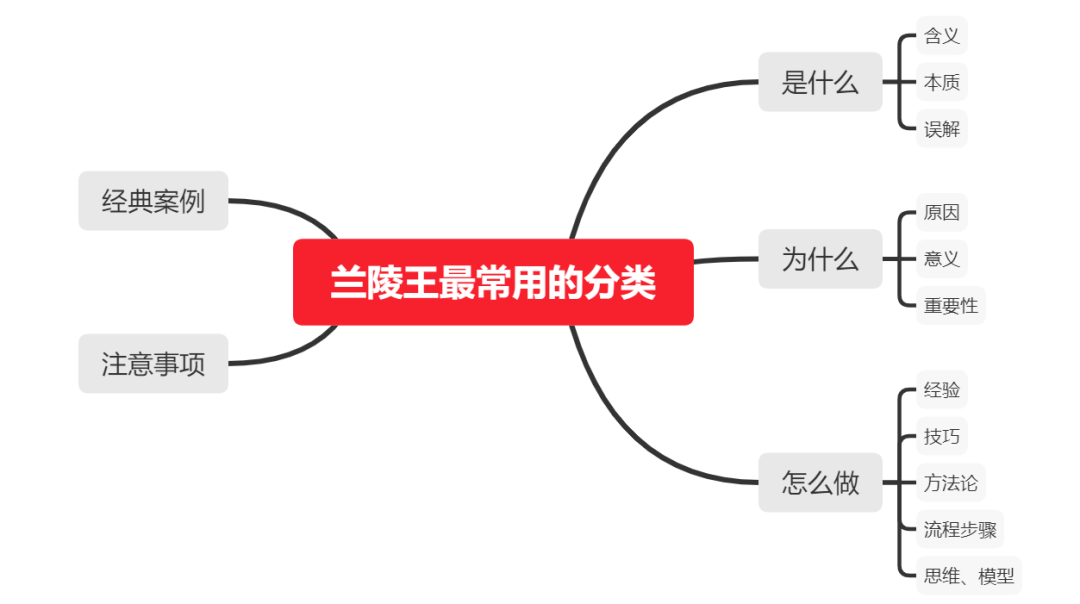 兰陵王最常用的分类
是什么
含义
本质
误解
为什么
原因
意义
重要性
怎么做
经验
技巧
方法论
流程步骤
思维、模型
经典案例
注意事项